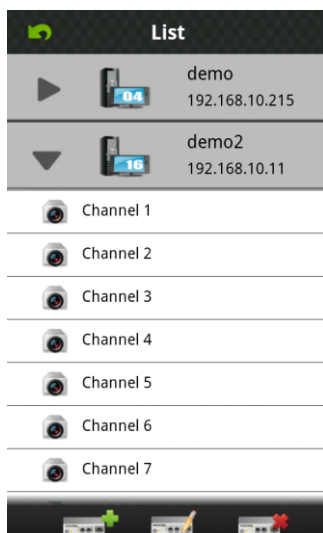 List
04
demo
192.168.10.215
16
demo2
192.168.10.11
Channel 1
Channel 2
Channel 3
Channel 4
Channel 5
Channel 6
Channel 7